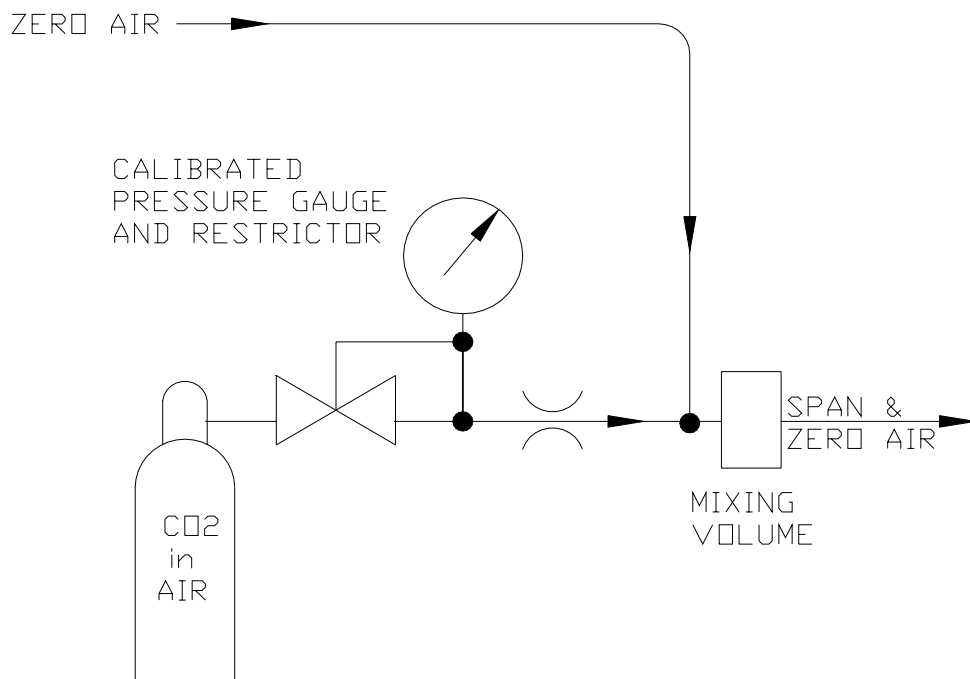 ZERO AIR
CALIBRATED
PRESSURE GAUGE
AND RESTRICTOR
SPAN &
ZERO AIR
MIXING
VOLUME
CO2
in
AIR